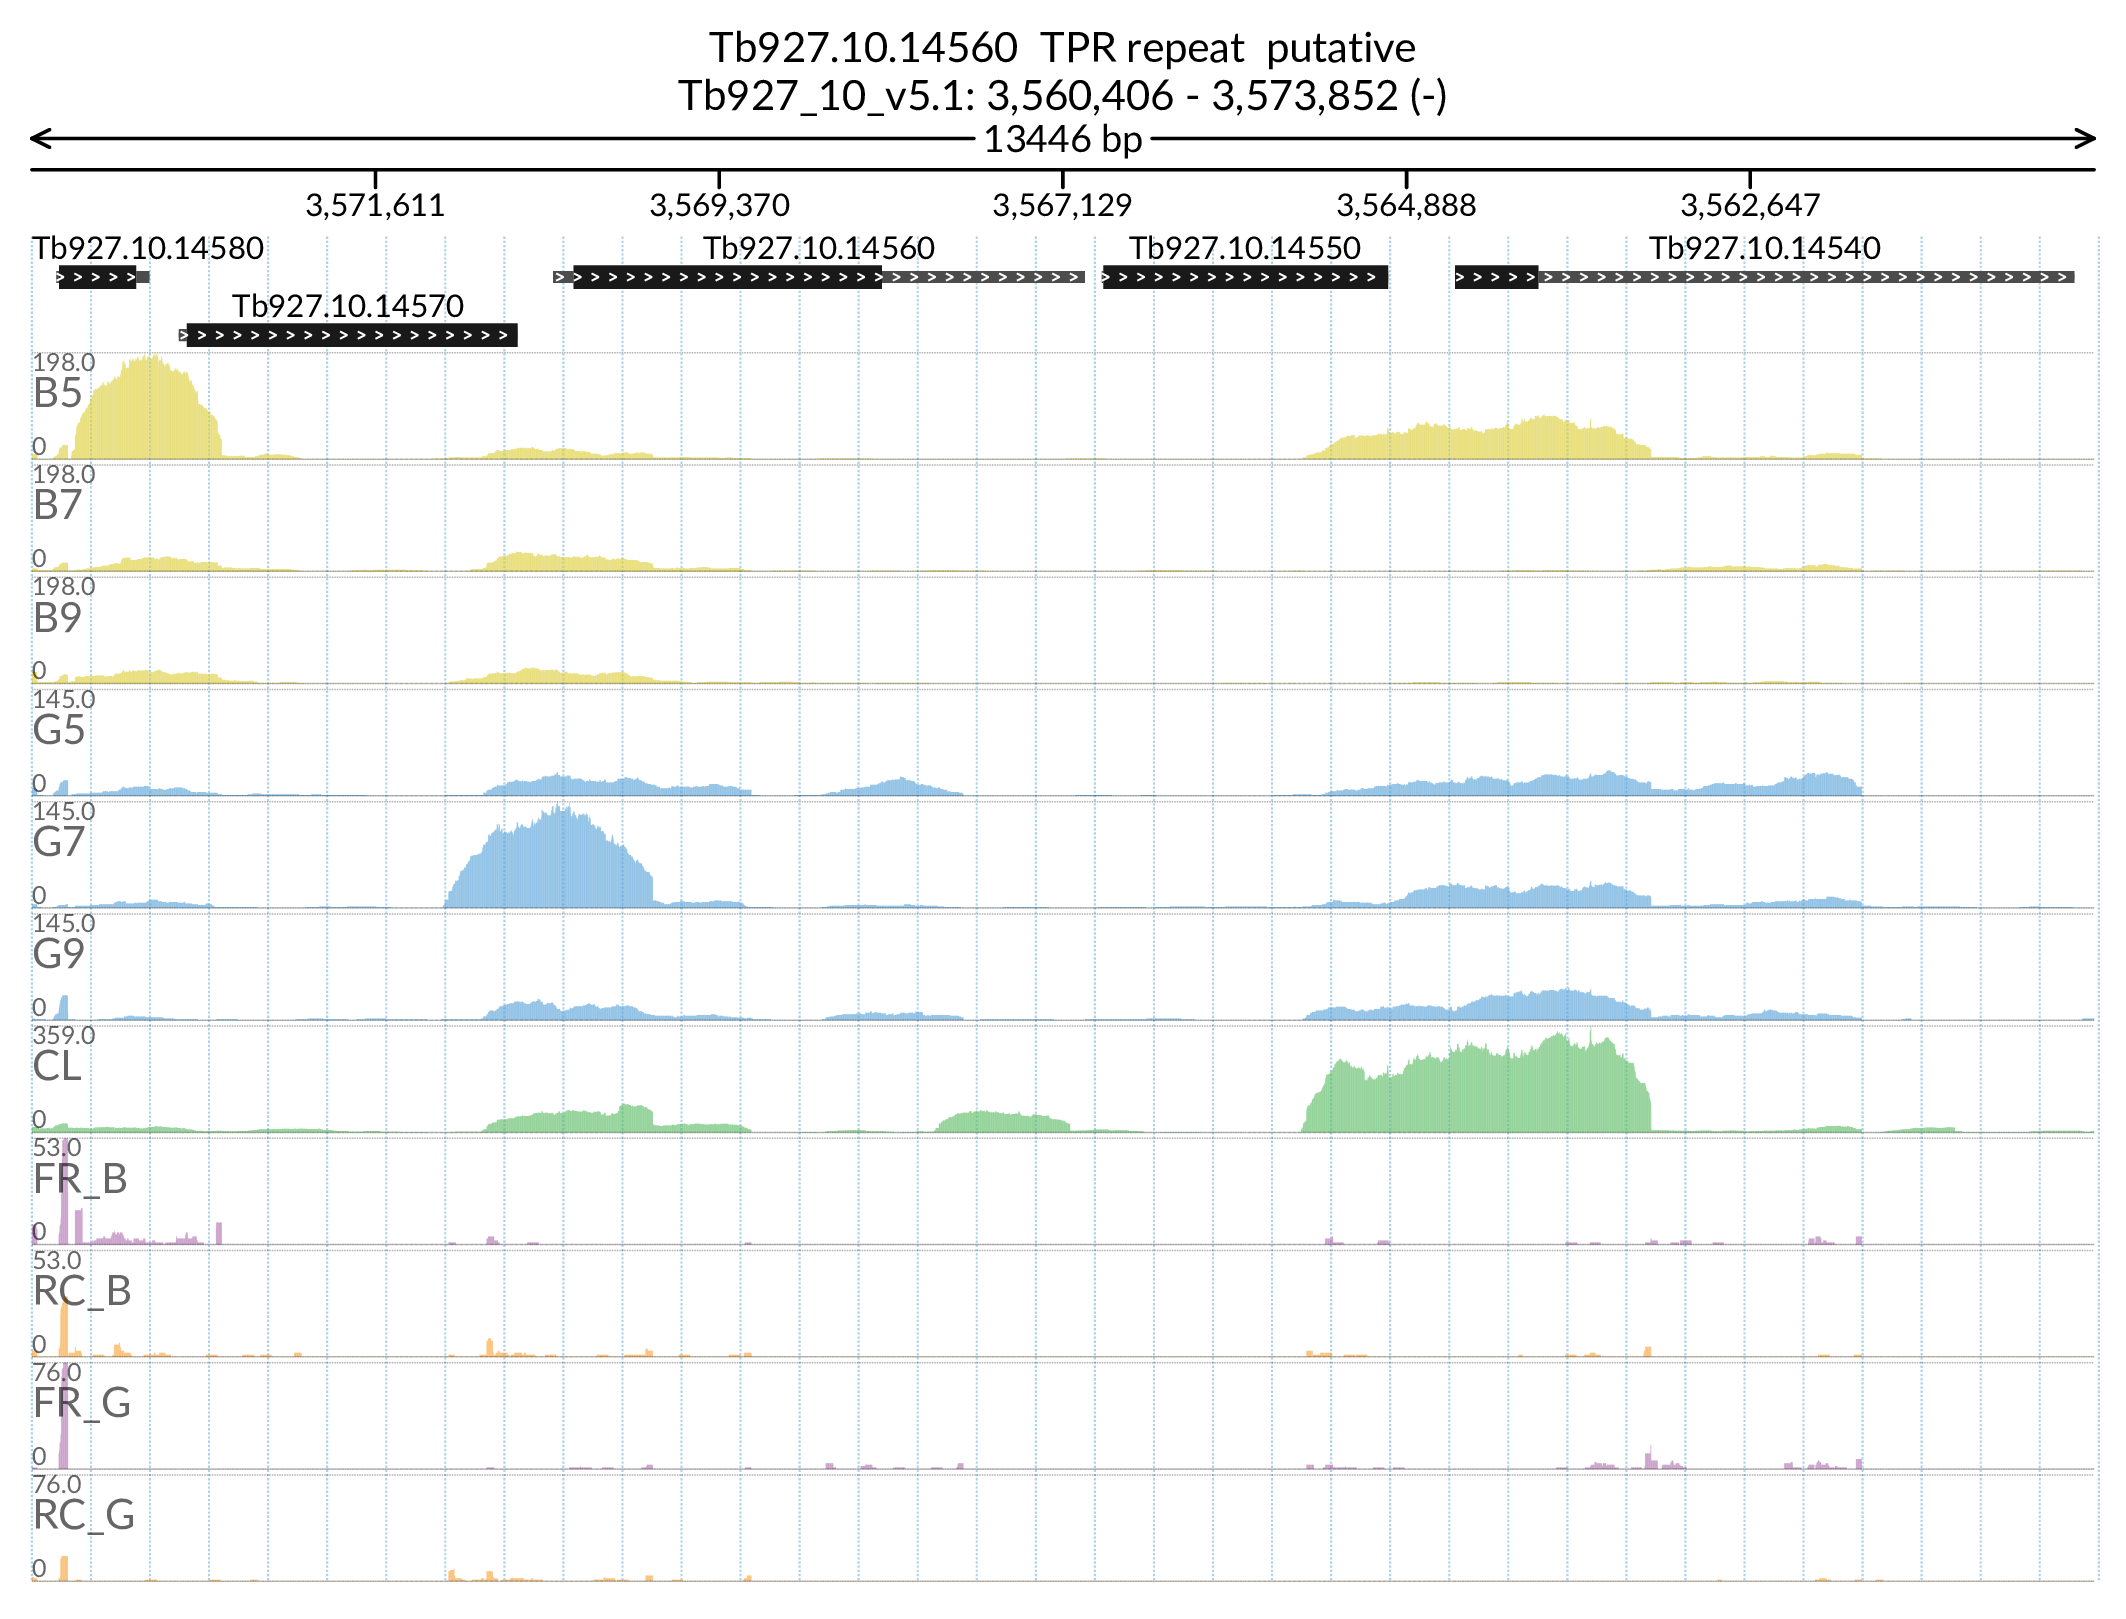 Tb927.10.14560  TPR repeat  putative
Tb927_10_v5.1: 3,560,406 - 3,573,852 (-)
13446 bp
3,571,611 3,569,370 3,567,129 3,564,888 3,562,647
Tb927.10.14580 Tb927.10.14560 Tb927.10.14550 Tb927.10.14540
Tb927.10.14570
198.0
B5
0
198.0
B7
0
198.0
B9
0
145.0
G5
0
145.0
G7
0
145.0
G9
0
359.0
CL
0
53.0
FR_B
0
53.0
RC_B
0
76.0
FR_G
0
76.0
RC_G
0